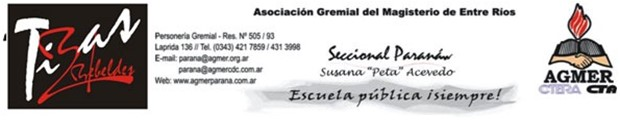 Tizas
Rebeldes
Asociación Gremial del Magisterio de Entre Ríos
Personería Gremial - Res. Nº 505 / 93
Laprida 136 // Tel. (0343) 421 7859 / 431 3998
E-mail: parana@agmer.org.ar
parana@agmercdc.com.ar
Web: www.agmerparana.com.ar
Seccional Paraná
Susana "Peta" Acevedo
Escuela pública ¡siempre!
AGMER
CTERA CTA